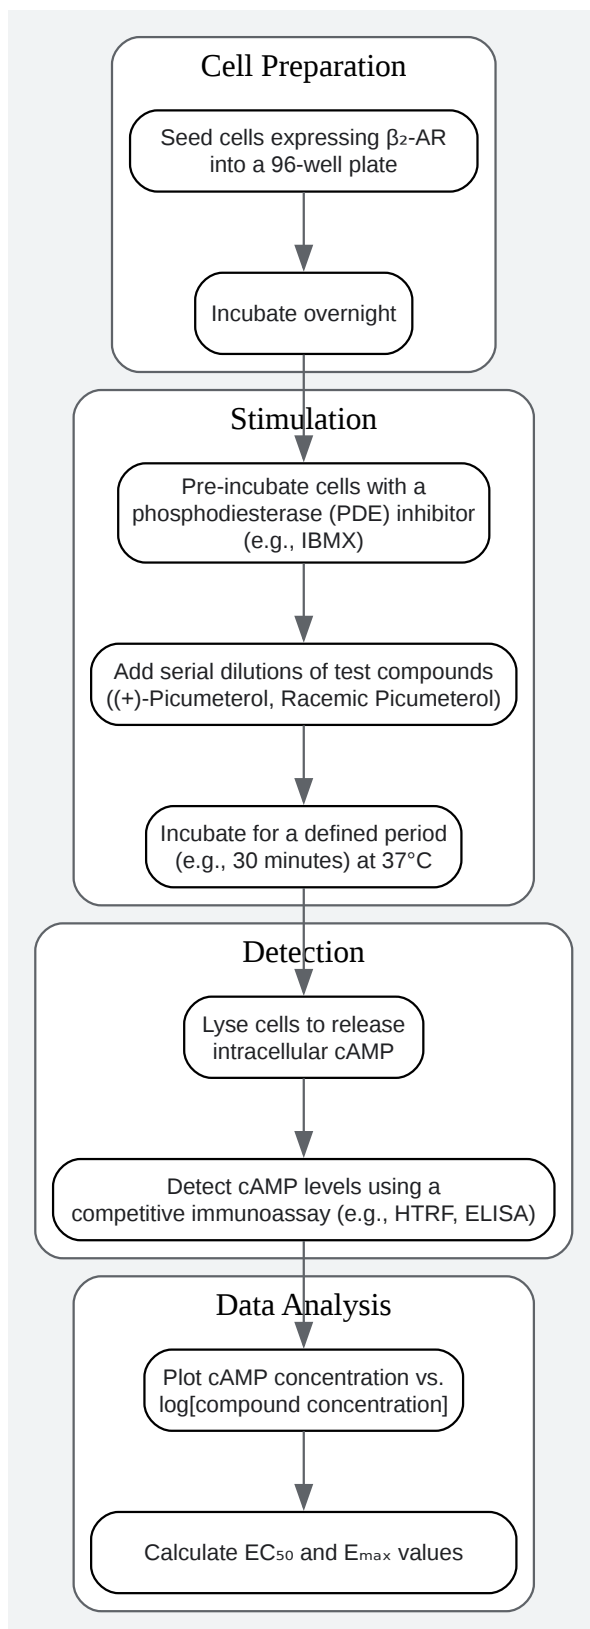 Cell Preparation
Seed cells expressing β₂-AR
into a 96-well plate
Incubate overnight
Stimulation
Pre-incubate cells with a
phosphodiesterase (PDE) inhibitor
(e.g., IBMX)
Add serial dilutions of test compounds
((+)-Picumeterol, Racemic Picumeterol)
Incubate for a defined period
(e.g., 30 minutes) at 37°C
Detection
Lyse cells to release
intracellular cAMP
Detect cAMP levels using a
competitive immunoassay (e.g., HTRF, ELISA)
Data Analysis
Plot cAMP concentration vs.
log[compound concentration]
Calculate EC₅₀ and Eₘₐₓ values